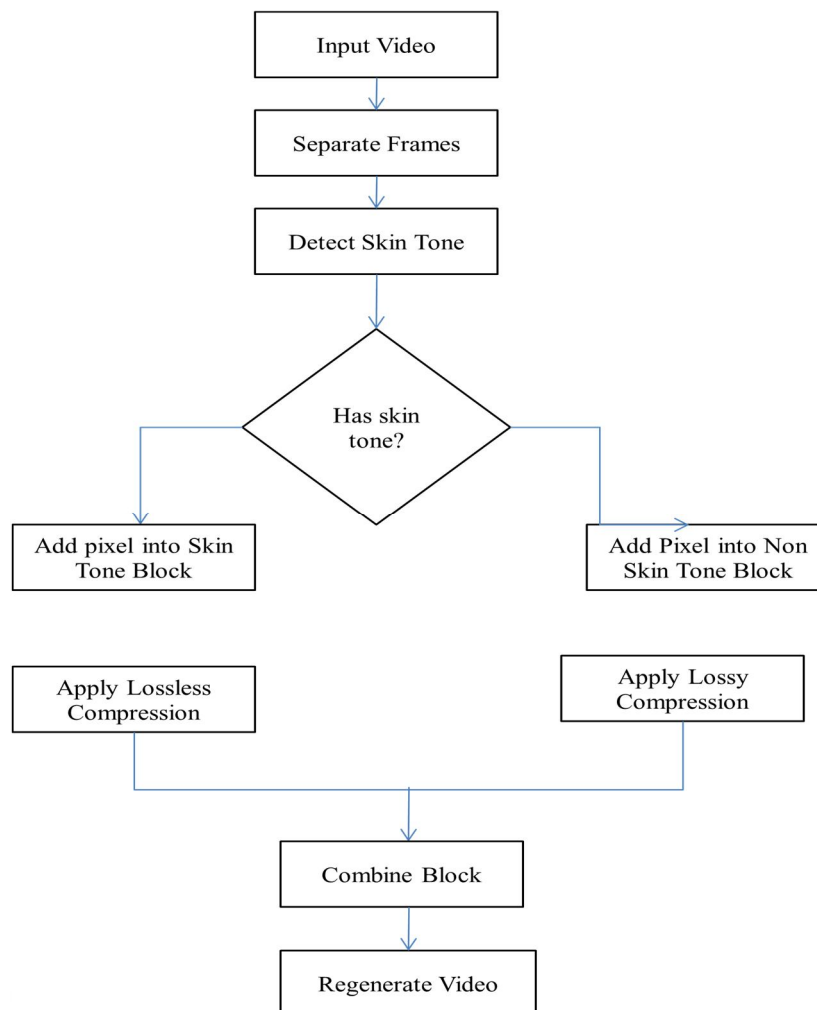 Input Video
Separate Frames
Detect Skin Tone
Has skin
tone?
Add pixel into Skin
Tone Block
Add Pixel into Non
Skin Tone Block
Apply Lossless
Compression
Apply Lossy
Compression
Combine Block
Regenerate Video